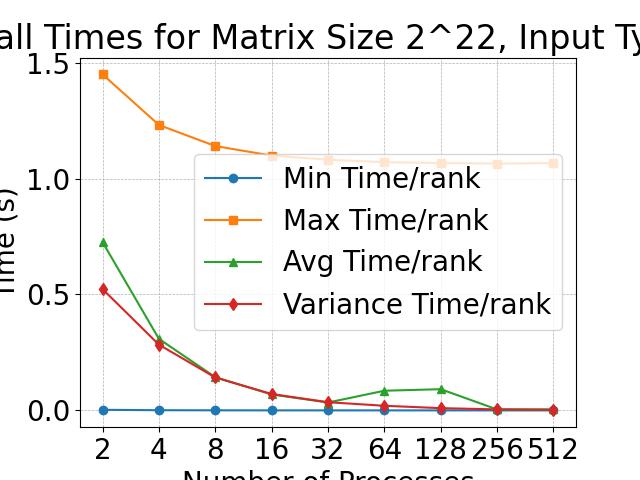 all Times for Matrix Size 2^22, Input Ty
1.5
1.0
0.5
0.0
Time (s)
Min Time/rank
Max Time/rank
Avg Time/rank
Variance Time/rank
2 4 8 16 32 64 128 256 512
Number of Processes